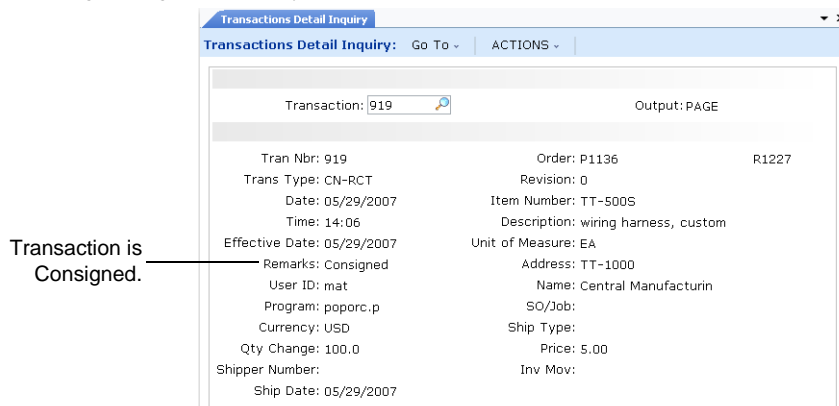 Transactions Detail Inquiry
Transactions Detail Inquiry: Go To ACTIONS
Transaction: 919 Output: PAGE
Tran Nbr: 919 Order: P1136 R1227
Trans Type: CN-RCT Revision: 0
Date: 05/29/2007 Item Number: TT-500S
Time: 14:06 Description: wiring harness, custom
Effective Date: 05/29/2007 Unit of Measure: EA
Transaction is Consigned.
Remarks: Consigned Address: TT-1000
User ID: mat Name: Central Manufacturin
Program: poporc.p SO/Job:
Currency: USD Ship Type:
Qty Change: 100.0 Price: 5.00
Shipper Number: Inv Mov:
Ship Date: 05/29/2007